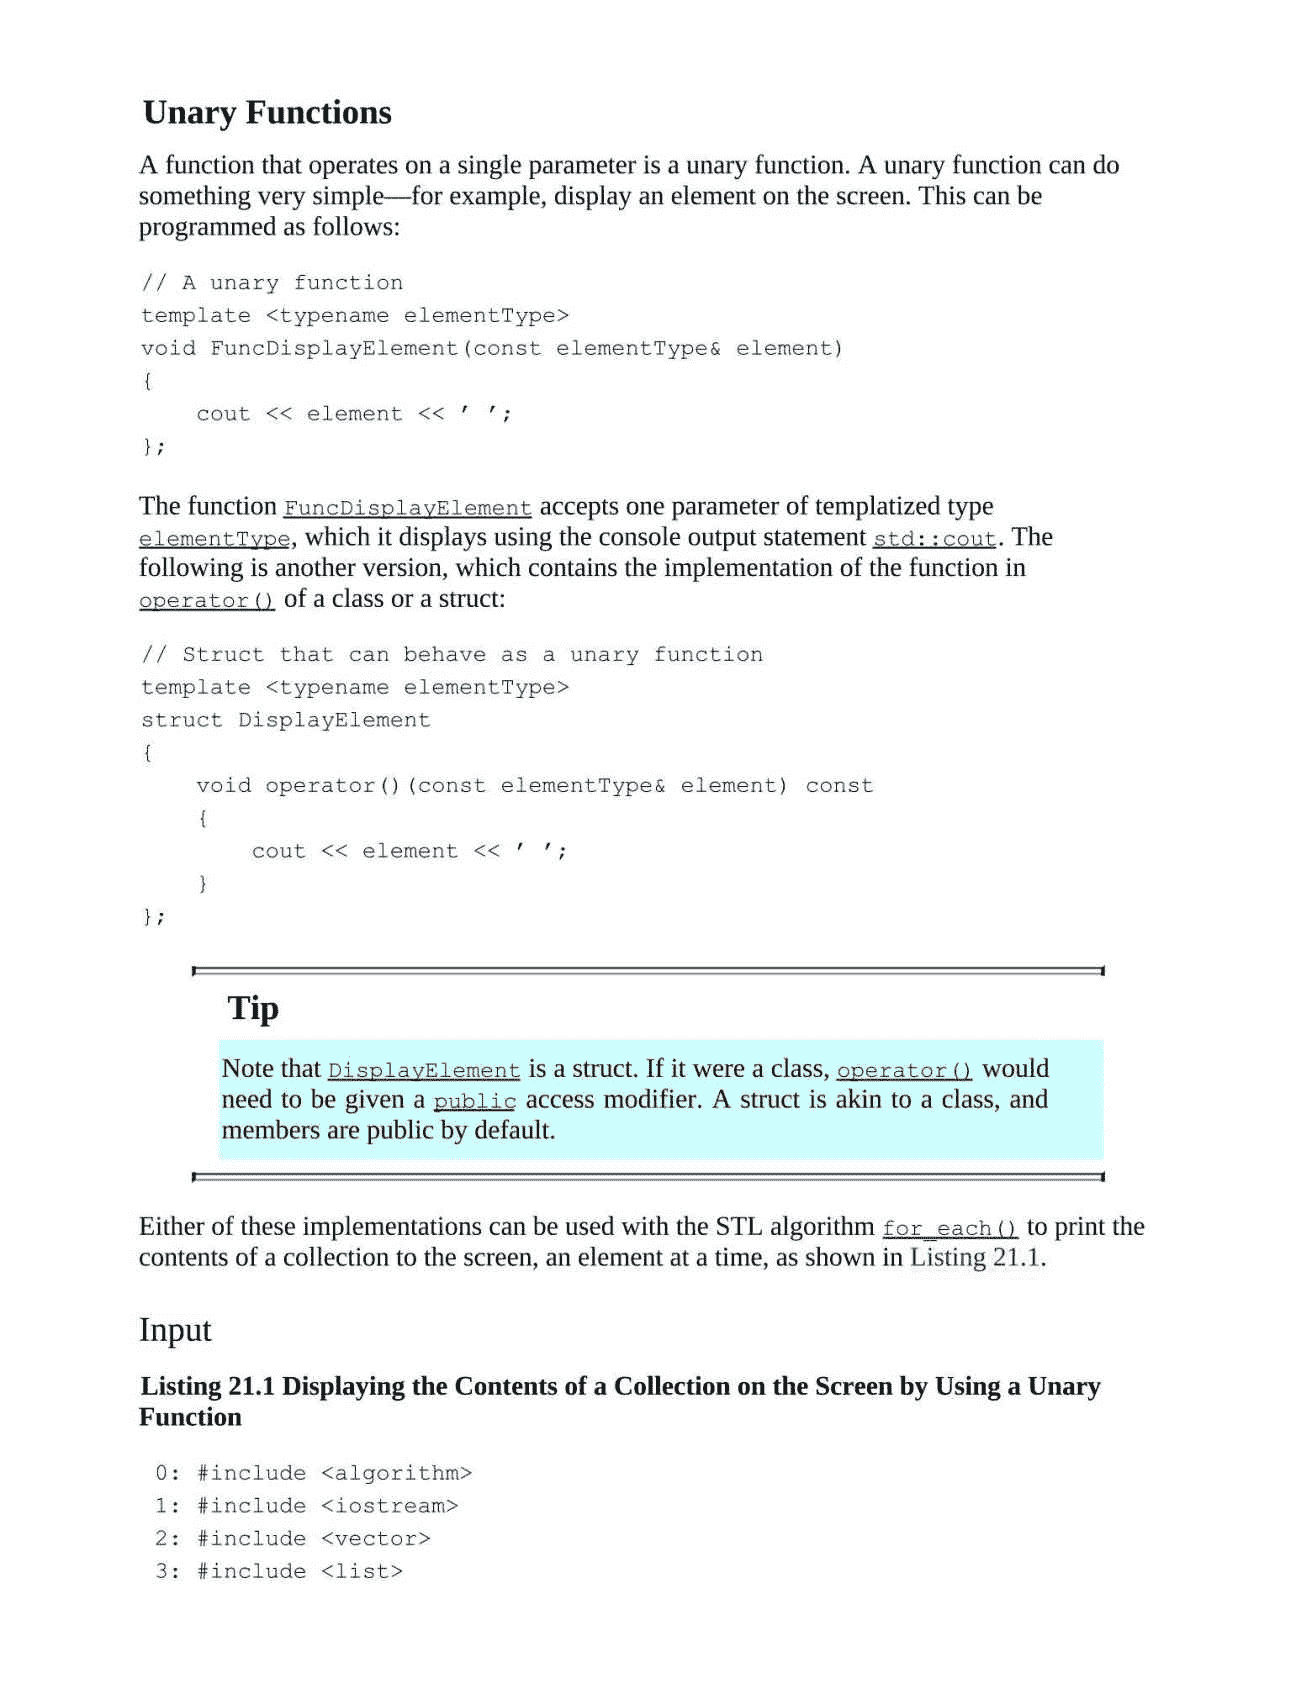 Unary Functions
A function that operates on a single parameter is a unary function. A unary function can do
something very simple—for example, display an element on the screen. This can be
programmed as follows:
// A unary function
template <typename elementType>
void FuncDisplayElement(const elementType& element)
{
    cout << element << ’ ’;
};
The function FuncDisplayElement accepts one parameter of templatized type
elementType, which it displays using the console output statement std::cout. The
following is another version, which contains the implementation of the function in
operator() of a class or a struct:
// Struct that can behave as a unary function
template <typename elementType>
struct DisplayElement
{
    void operator()(const elementType& element) const
    {
        cout << element << ’ ’;
    }
};
Tip
Note that DisplayElement is a struct. If it were a class, operator() would
need to be given a public access modifier. A struct is akin to a class, and
members are public by default.
Either of these implementations can be used with the STL algorithm for_each() to print the
contents of a collection to the screen, an element at a time, as shown in Listing 21.1.
Input
Listing 21.1 Displaying the Contents of a Collection on the Screen by Using a Unary
Function
0: #include <algorithm>
1: #include <iostream>
2: #include <vector>
3: #include <list>